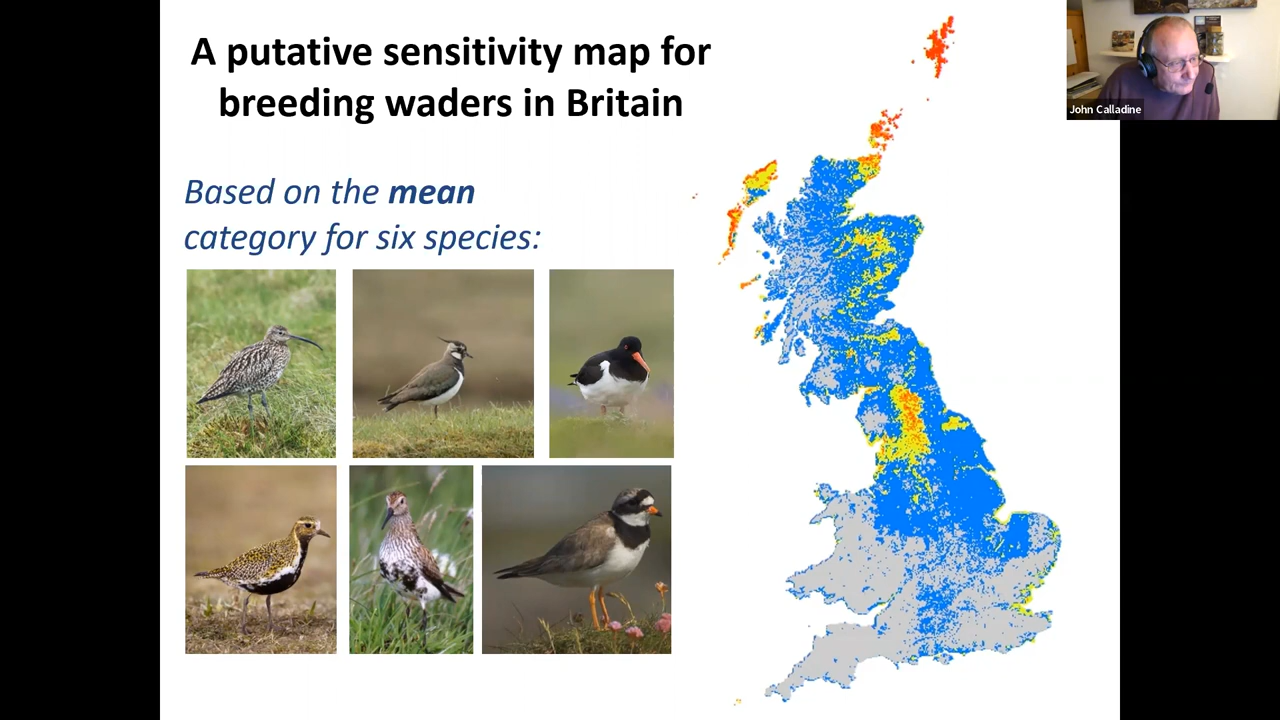 A putative sensitivity map for
breeding waders in Britain
Based on the mean
category for six species:
John Calladine